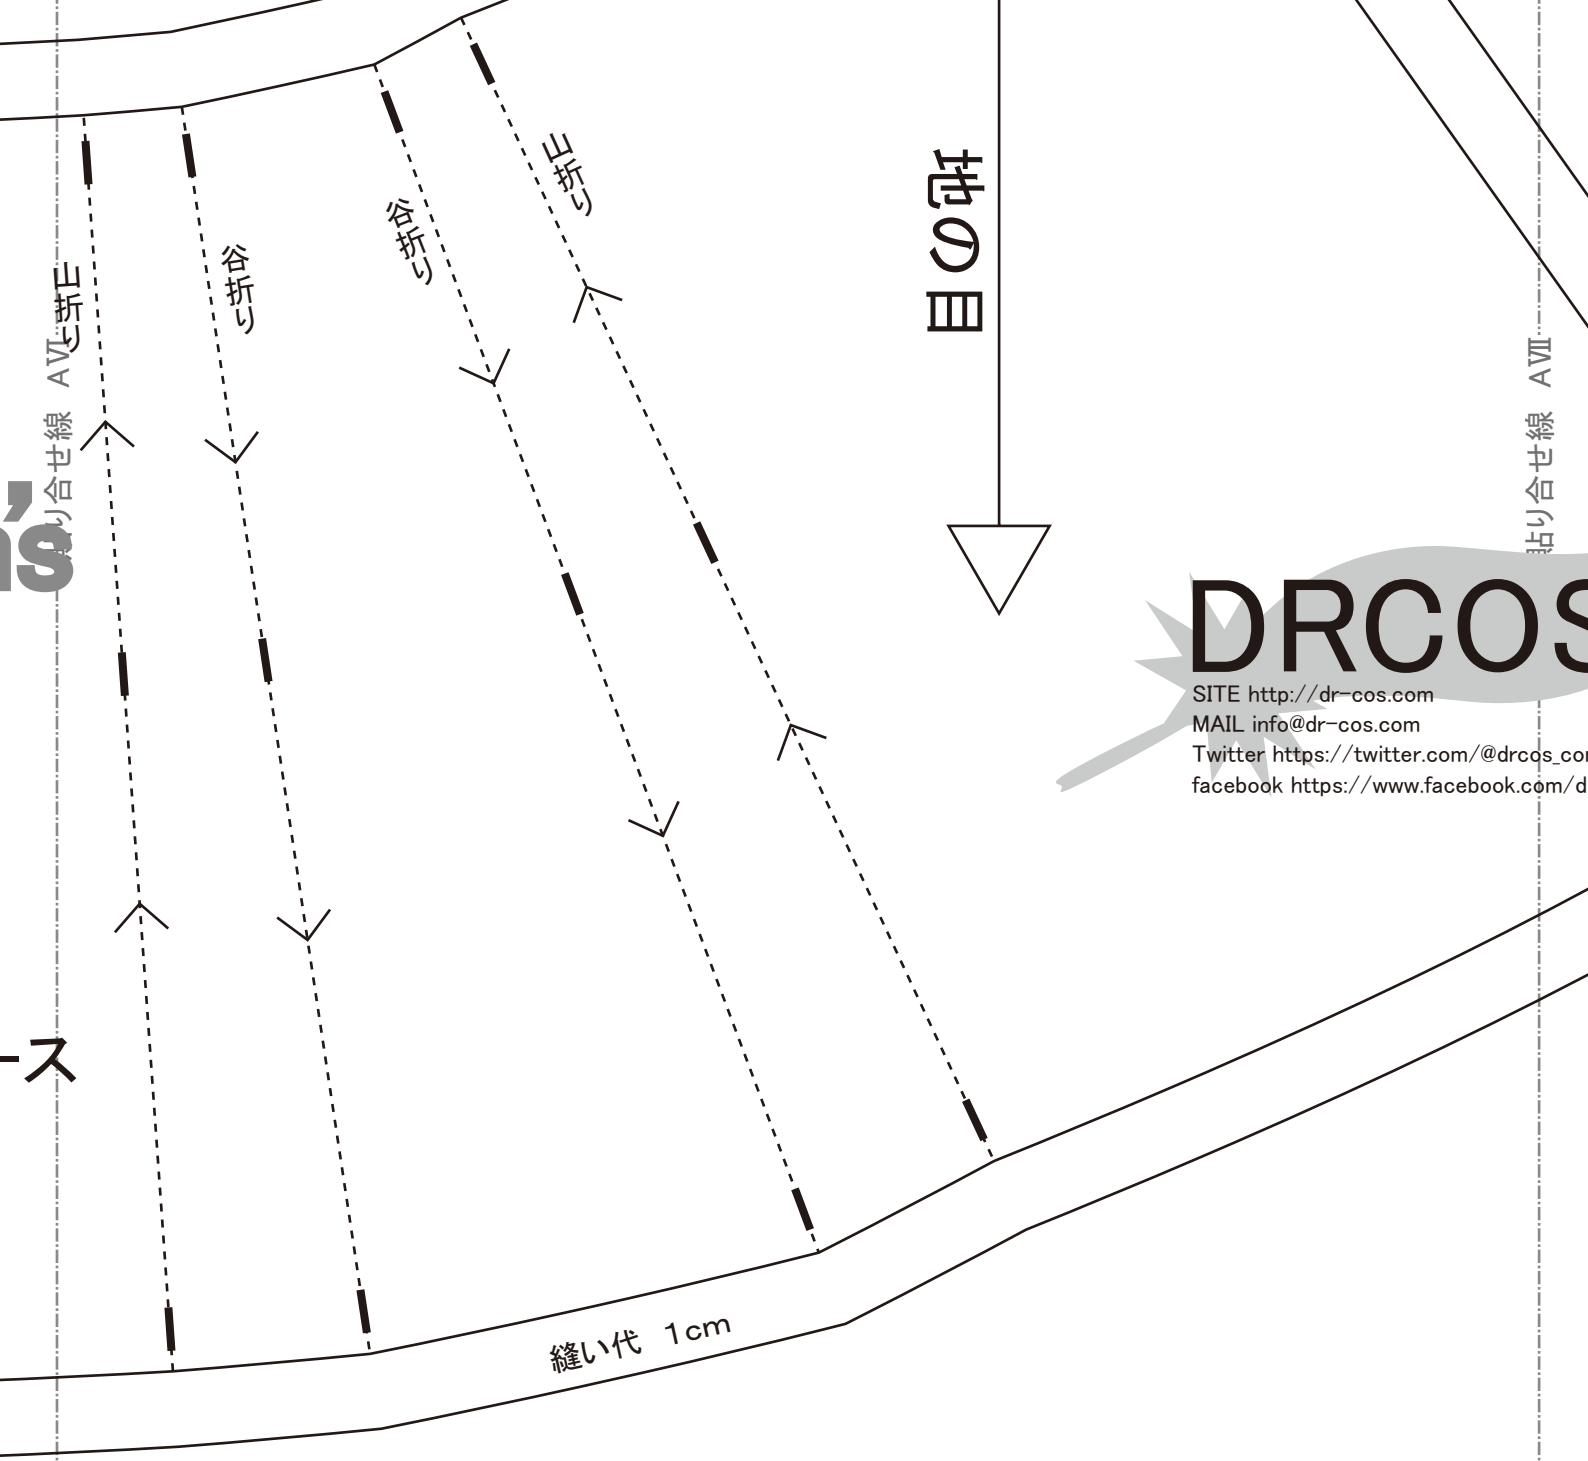 山折り
谷折り
谷折り
山折り
地の目
貼り合せ線 AⅥ
貼り合せ線 AⅦ
's
DRCOS
SITE http://dr-cos.com
MAIL info@dr-cos.com
Twitter https://twitter.com/@drcos_co
facebook https://www.facebook.com/d
ース
縫い代 1cm